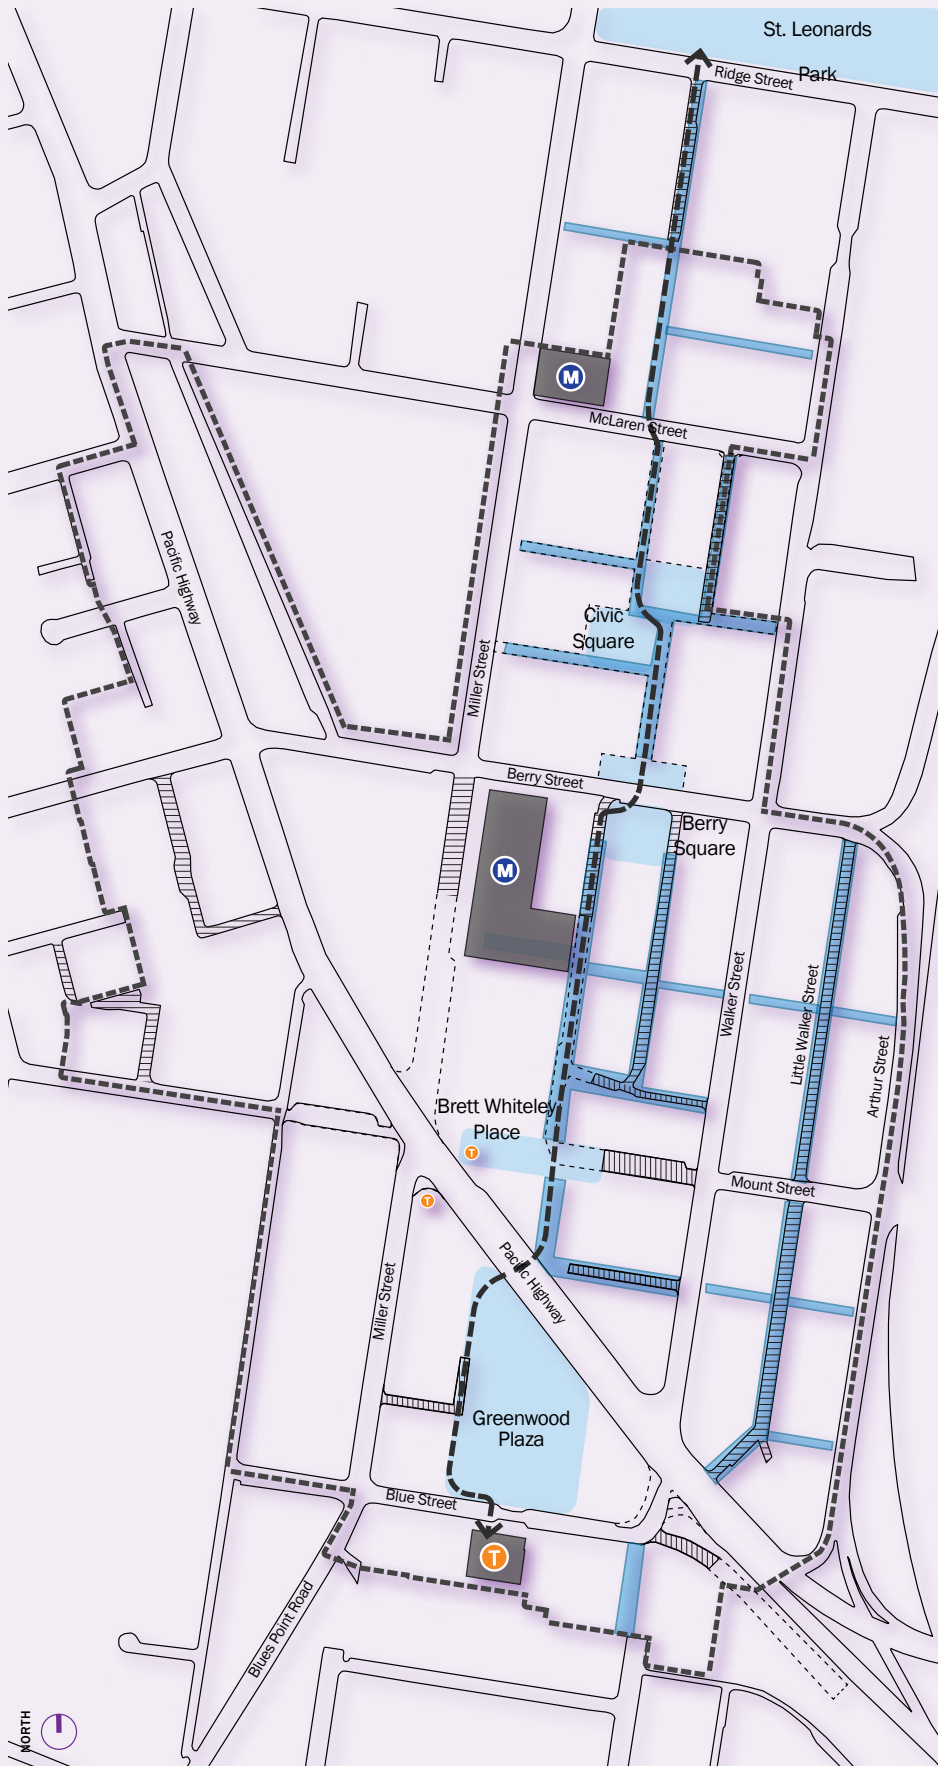 St. Leonards
Park
Ridge Street
M
McLaren Street
Pacific Highway
Civic
Square
Miller Street
Berry Street
Berry
Square
M
Walker Street
Little Walker Street
Arthur Street
Brett Whiteley
Place
T
Mount Street
T
Pacific Highway
Miller Street
Greenwood
Plaza
Blue Street
T
Blues Point Road
NORTH